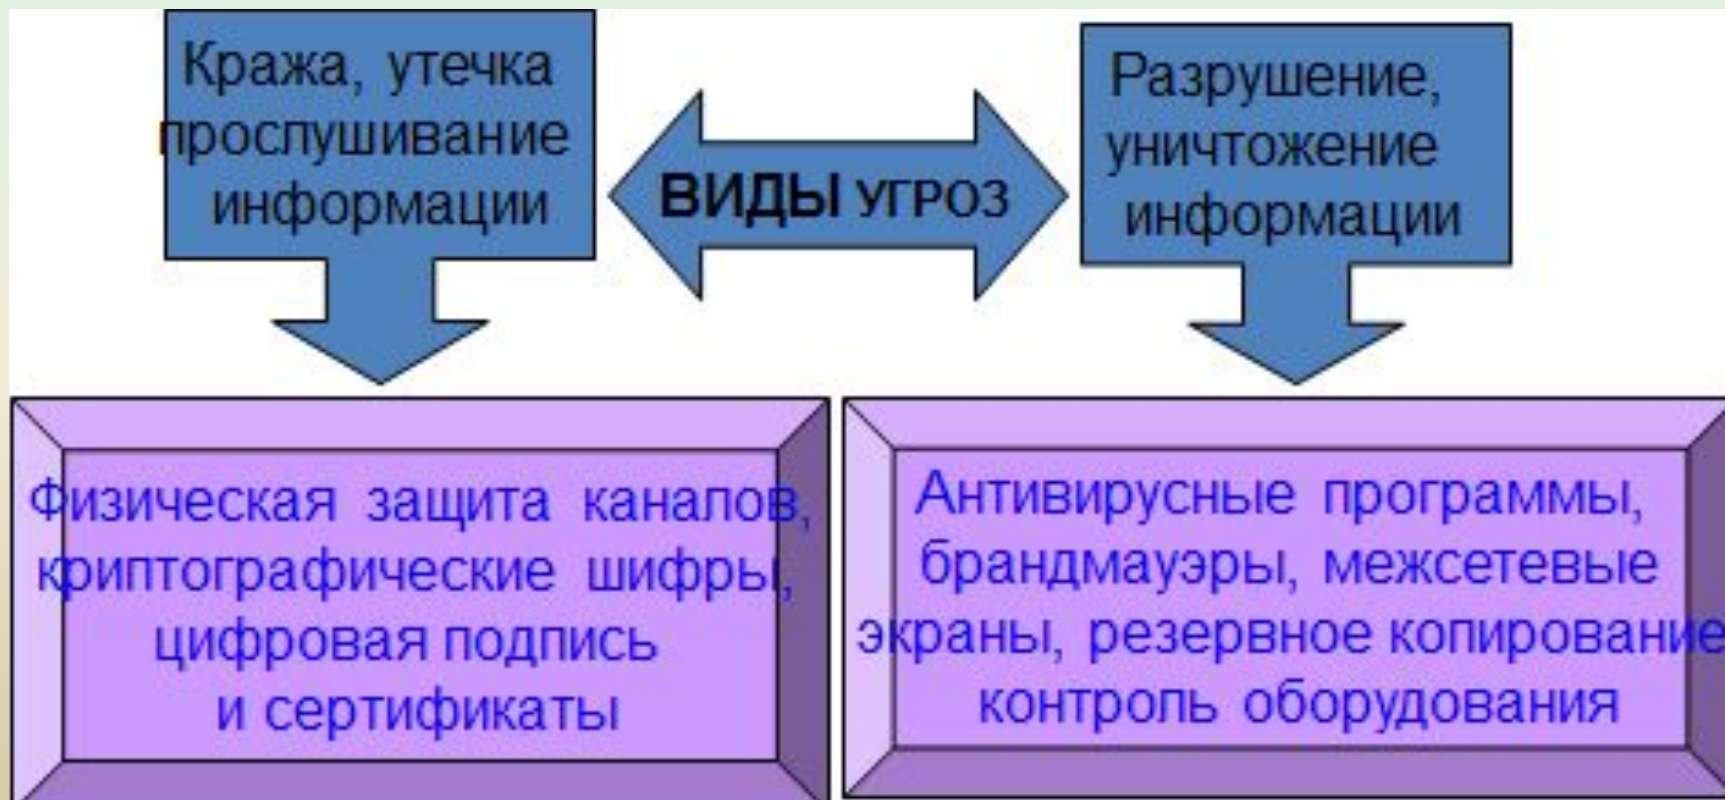 Кража, утечка
прослушивание
информации
ВИДЫ УГРОЗ
Разрушение,
уничтожение
информации
Физическая защита каналов,
криптографические шифры,
цифровая подпись
и сертификаты
Антивирусные программы,
брандмауэры, межсетевые
экраны, резервное копирование
контроль оборудования